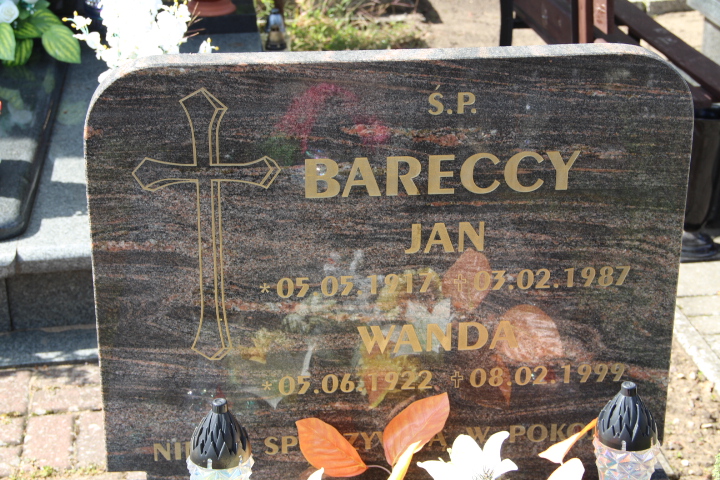 Ś.P.
BARECCY
JAN
*05.05.1917 †03.02.1987
WANDA
*05.06.1922 †08.02.1999
W